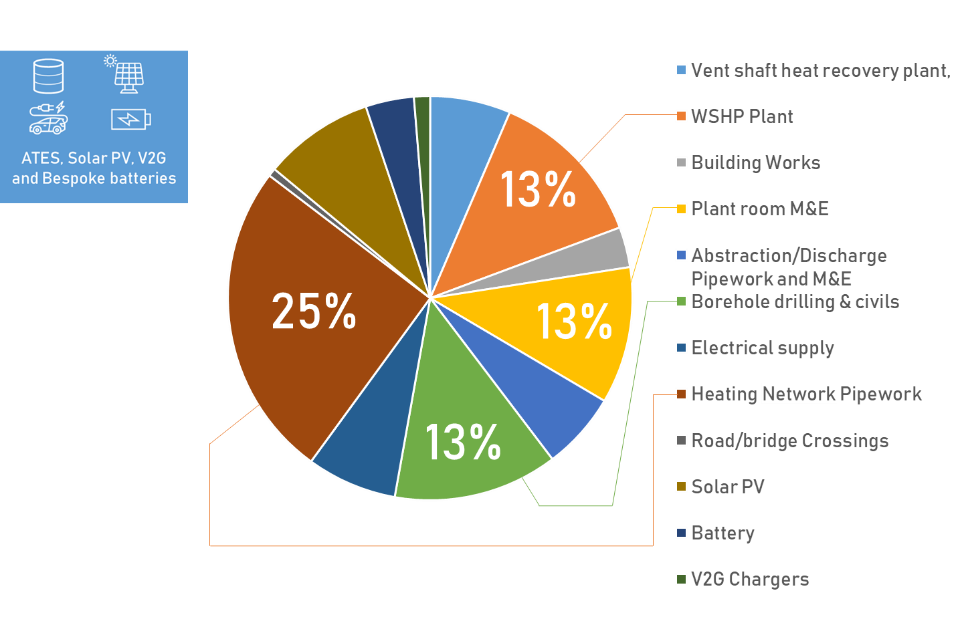 ATES, Solar PV, V2G
and Bespoke batteries
13%
13%
13%
25%
Vent shaft heat recovery plant,
WSHP Plant
Building Works
Plant room M&E
Abstraction/Discharge
Pipework and M&E
Borehole drilling & civils
Electrical supply
Heating Network Pipework
Road/bridge Crossings
Solar PV
Battery
V2G Chargers